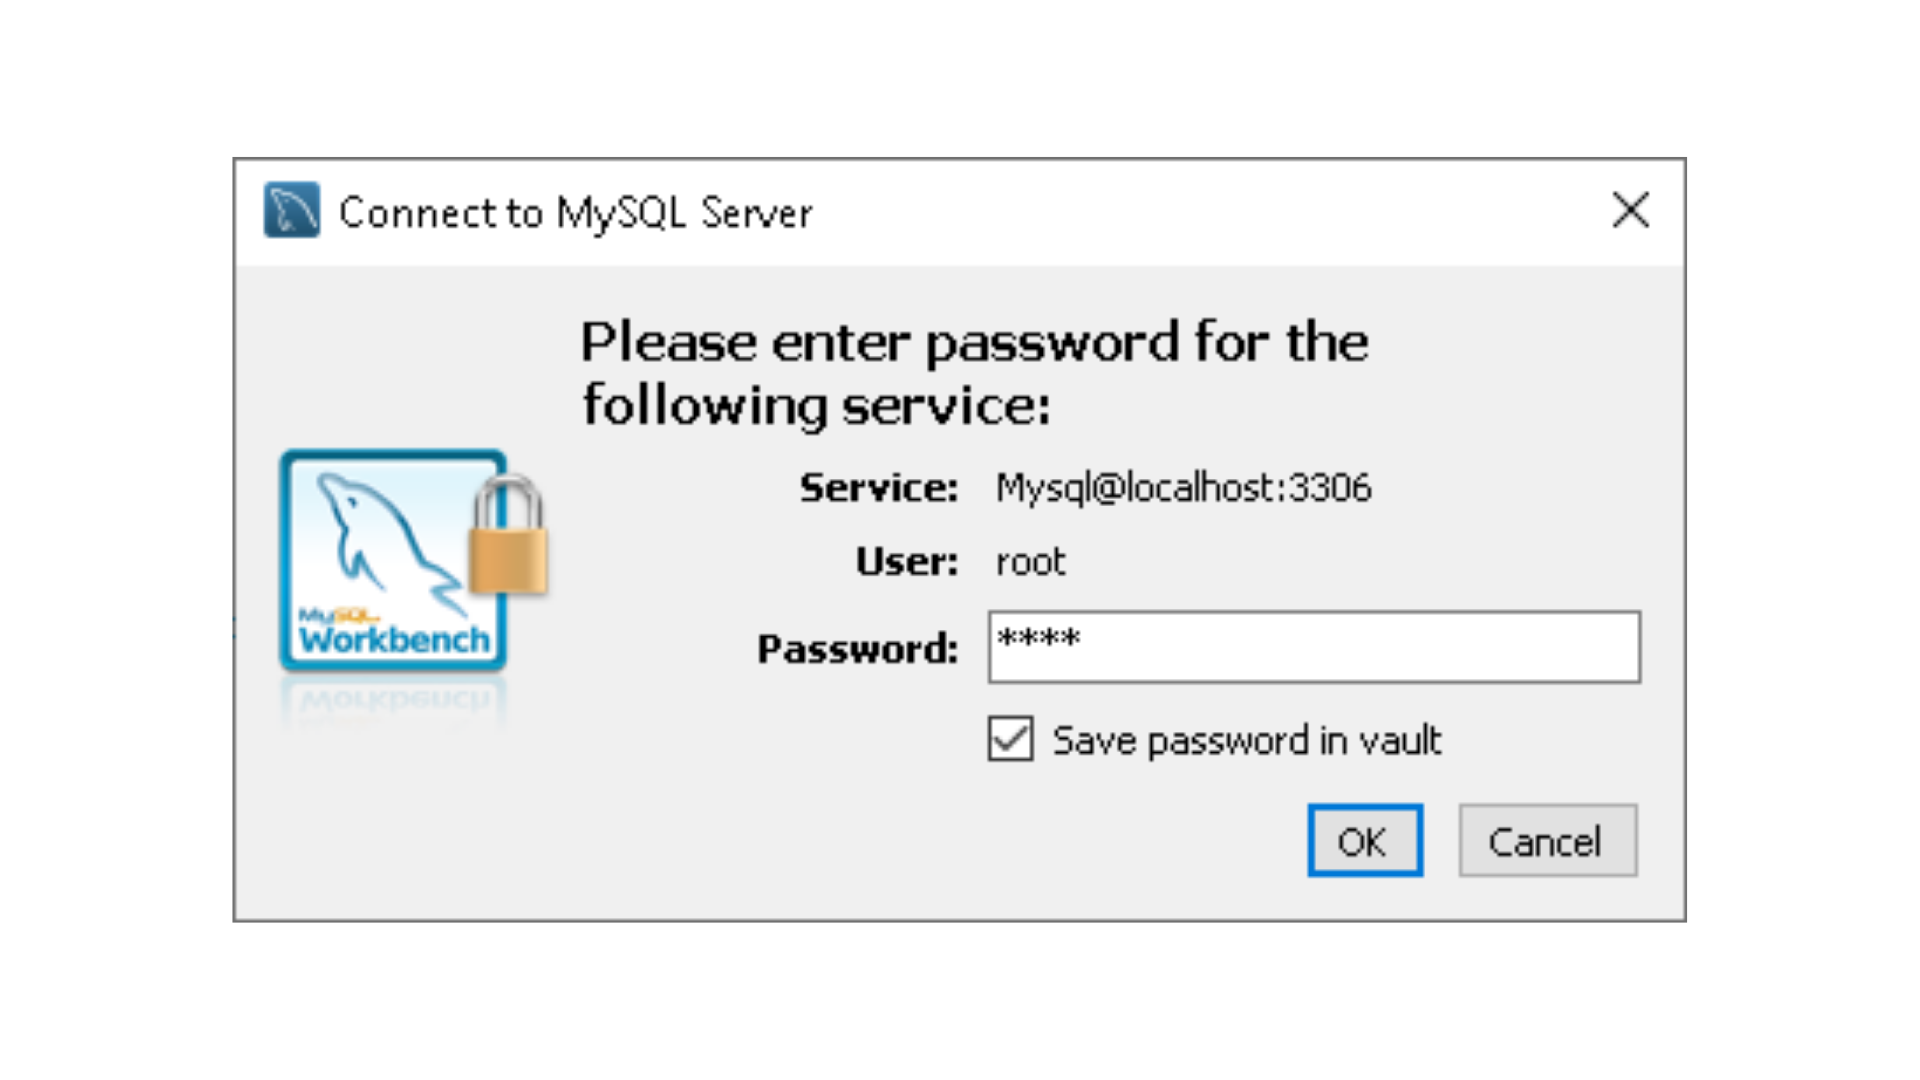 Connect to MySQL Server
Please enter password for the
following service:
Service: Mysql@localhost:3306
User: root
MySQL
Workbench
Password: ****
Save password in vault
OK Cancel